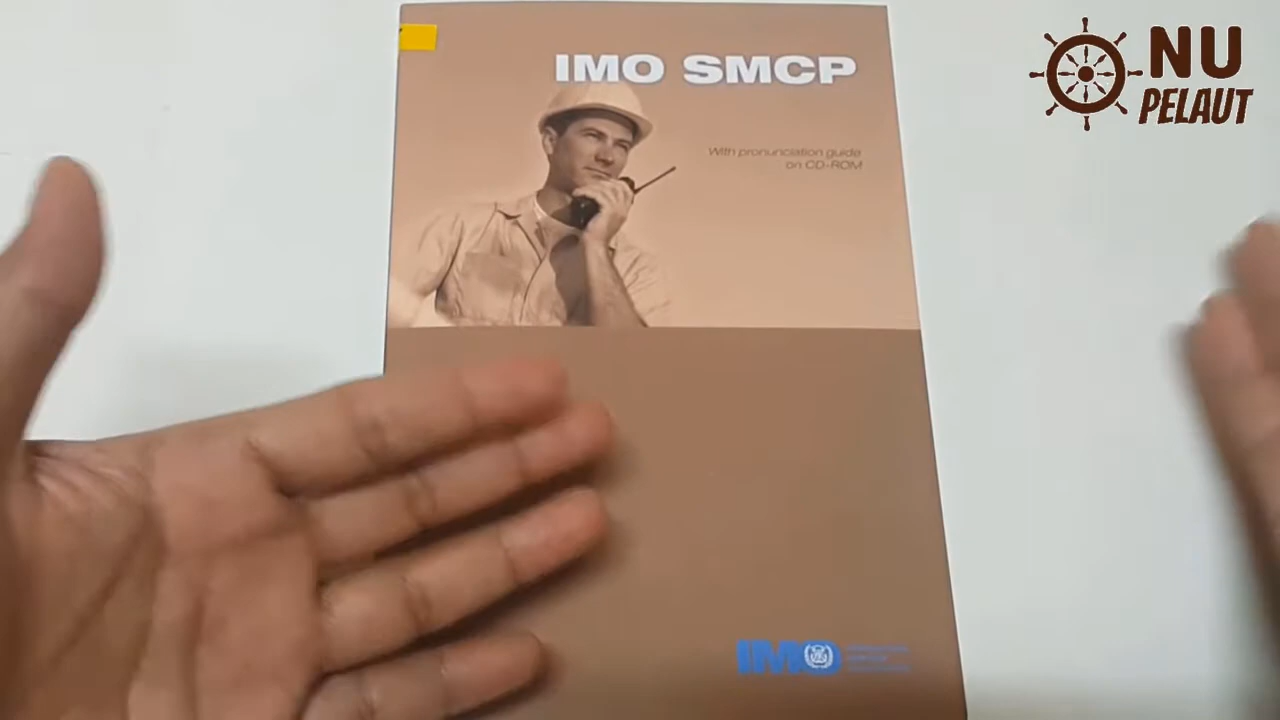 IMO SMCP
With pronunciation guide
on CD-ROM
NU
PELAUT
IMO